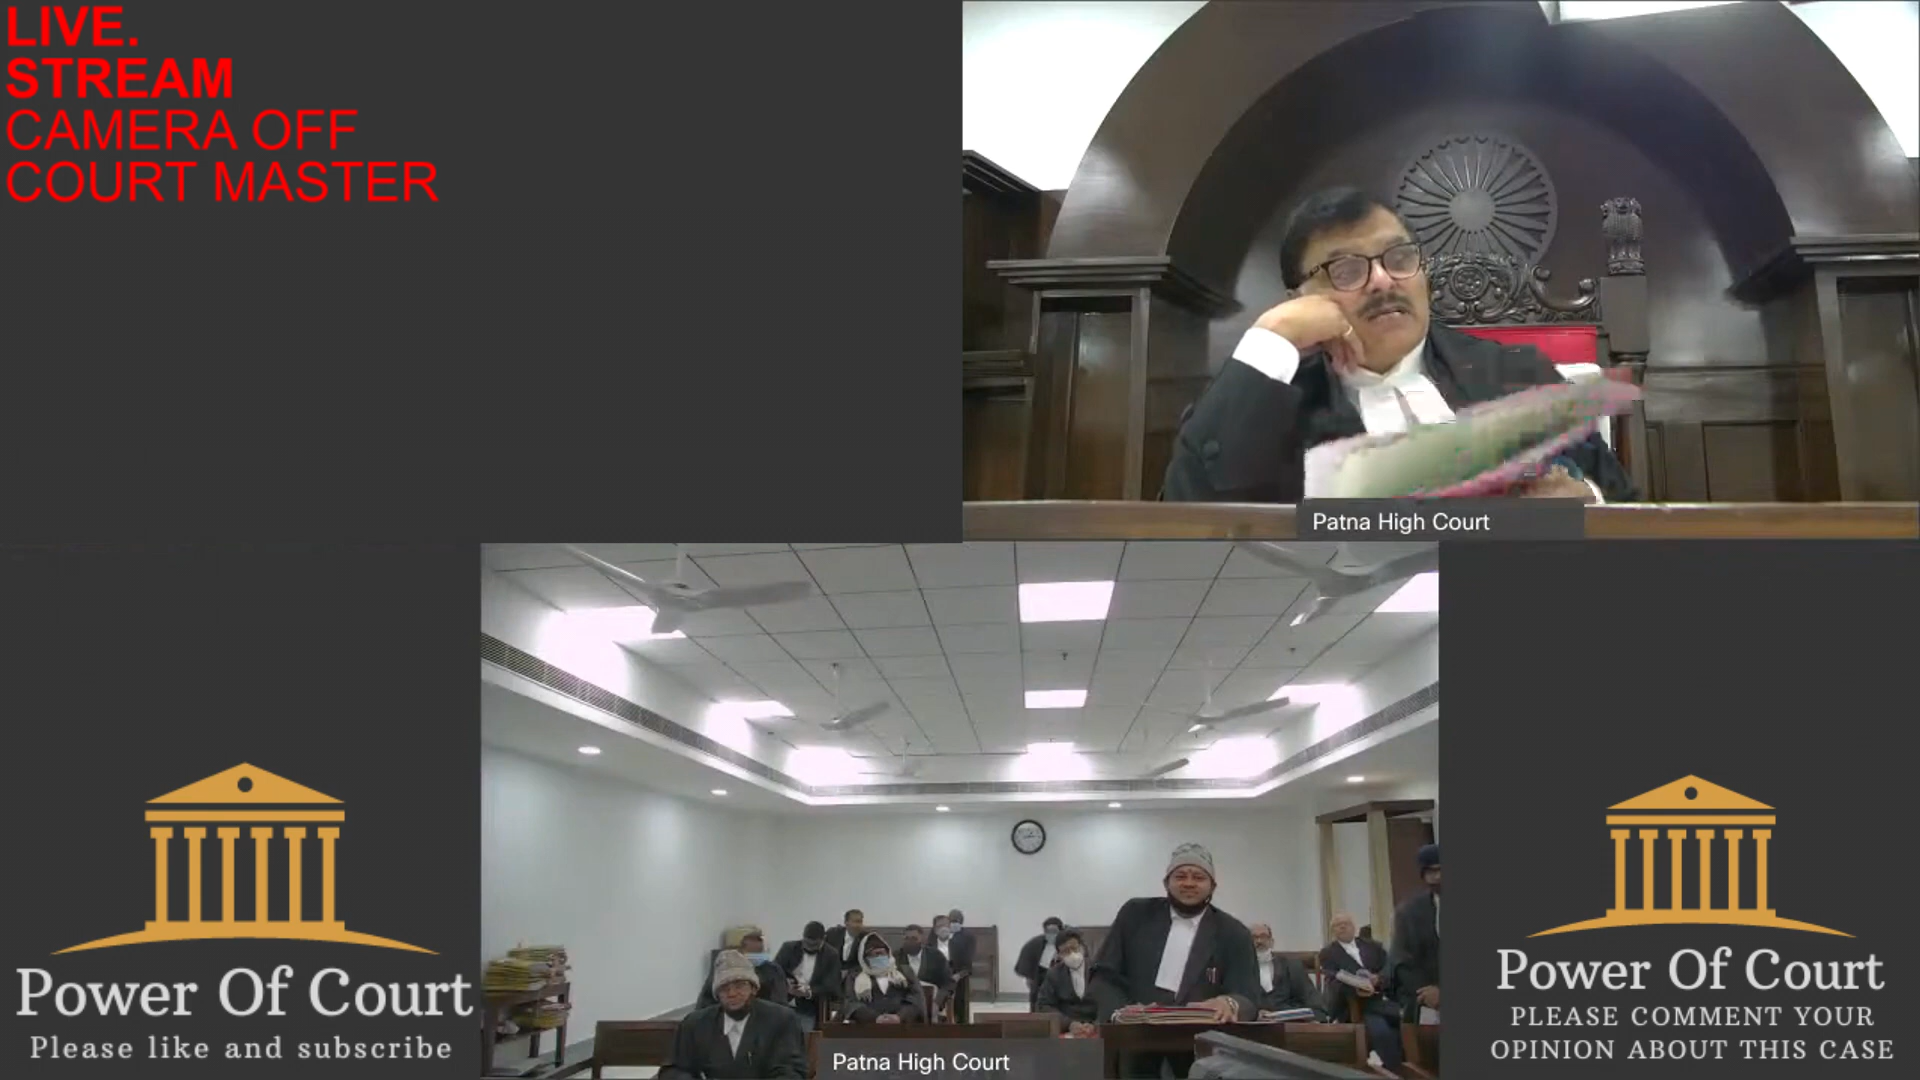 LIVE.
STREAM
CAMERA OFF
COURT MASTER
Patna High Court
Patna High Court
Power Of Court
Please like and subscribe
Power Of Court
PLEASE COMMENT YOUR
OPINION ABOUT THIS CASE